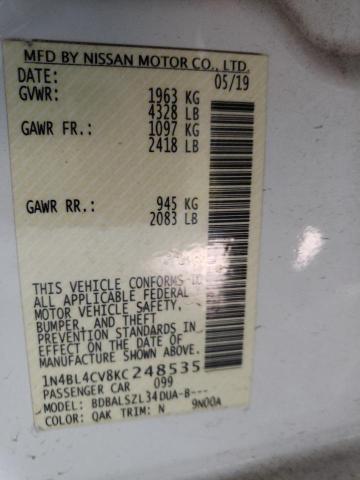 MFD BY NISSAN MOTOR CO., LTD.
DATE: 05/19
GVWR: 1963 KG
4328 LB
GAWR FR.: 1097 KG
2418 LB
GAWR RR.: 945 KG
2083 LB
THIS VEHICLE CONFORMS
ALL APPLICABLE FEDERAL
MOTOR VEHICLE SAFETY,
BUMPER, AND THEFT
PREVENTION STANDARDS IN
EFFECT ON THE DATE OF
MANUFACTURE SHOWN ABOVE.
1N4BL4CV8KC248535
PASSENGER CAR 099
MODEL: BDBALSZL34DUA-B---
COLOR: QAK TRIM: N 9N00A